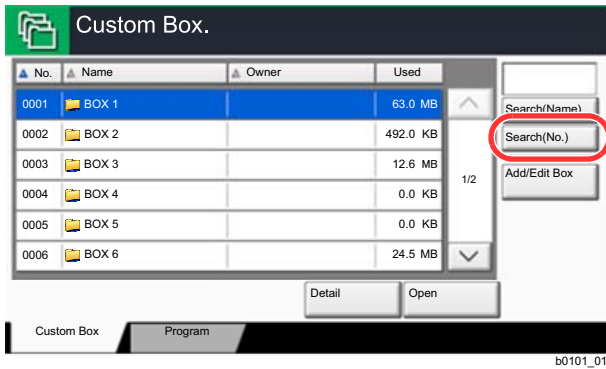 Custom Box.
No. Name Owner Used
0001 BOX 1 63.0 MB
Search(Name)
0002 BOX 2 492.0 KB
Search(No.)
0003 BOX 3 12.6 MB
1/2
Add/Edit Box
0004 BOX 4 0.0 KB
0005 BOX 5 0.0 KB
0006 BOX 6 24.5 MB
Detail Open
Custom Box Program
b0101_01